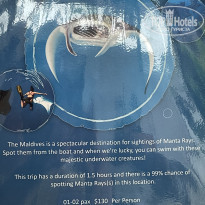 TopHotels
The Maldives is a spectacular destination for sightings of Manta Rays.
Spot them from the boat and when we're lucky, you can swim with these
majestic underwater creatures!
This trip has a duration of 1.5 hours and there is a 99% chance of
spotting Manta Rays(s) in this location.
01-02 pax $130 Per Person